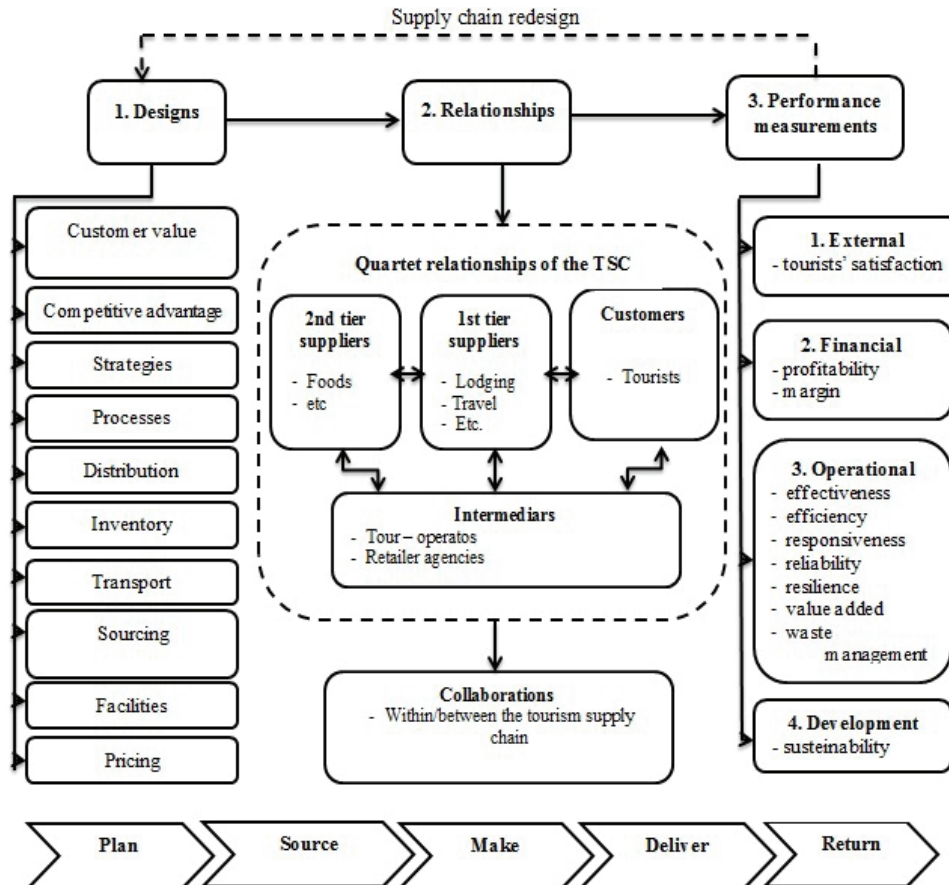 Supply chain redesign
1. Designs
2. Relationships
3. Performance
measurements
Customer value
Competitive advantage
Strategies
Processes
Distribution
Inventory
Transport
Sourcing
Facilities
Pricing
Quartet relationships of the TSC
2nd tier
suppliers
- Foods
- etc
1st tier
suppliers
- Lodging
- Travel
- Etc.
Customers
- Tourists
Intermediars
- Tour – operatos
- Retailer agencies
Collaborations
- Within/between the tourism supply
chain
1. External
- tourists' satisfaction
2. Financial
- profitability
- margin
3. Operational
- effectiveness
- efficiency
- responsiveness
- reliability
- resilience
- value added
- waste
management
4. Development
- susteinability
Plan
Source
Make
Deliver
Return